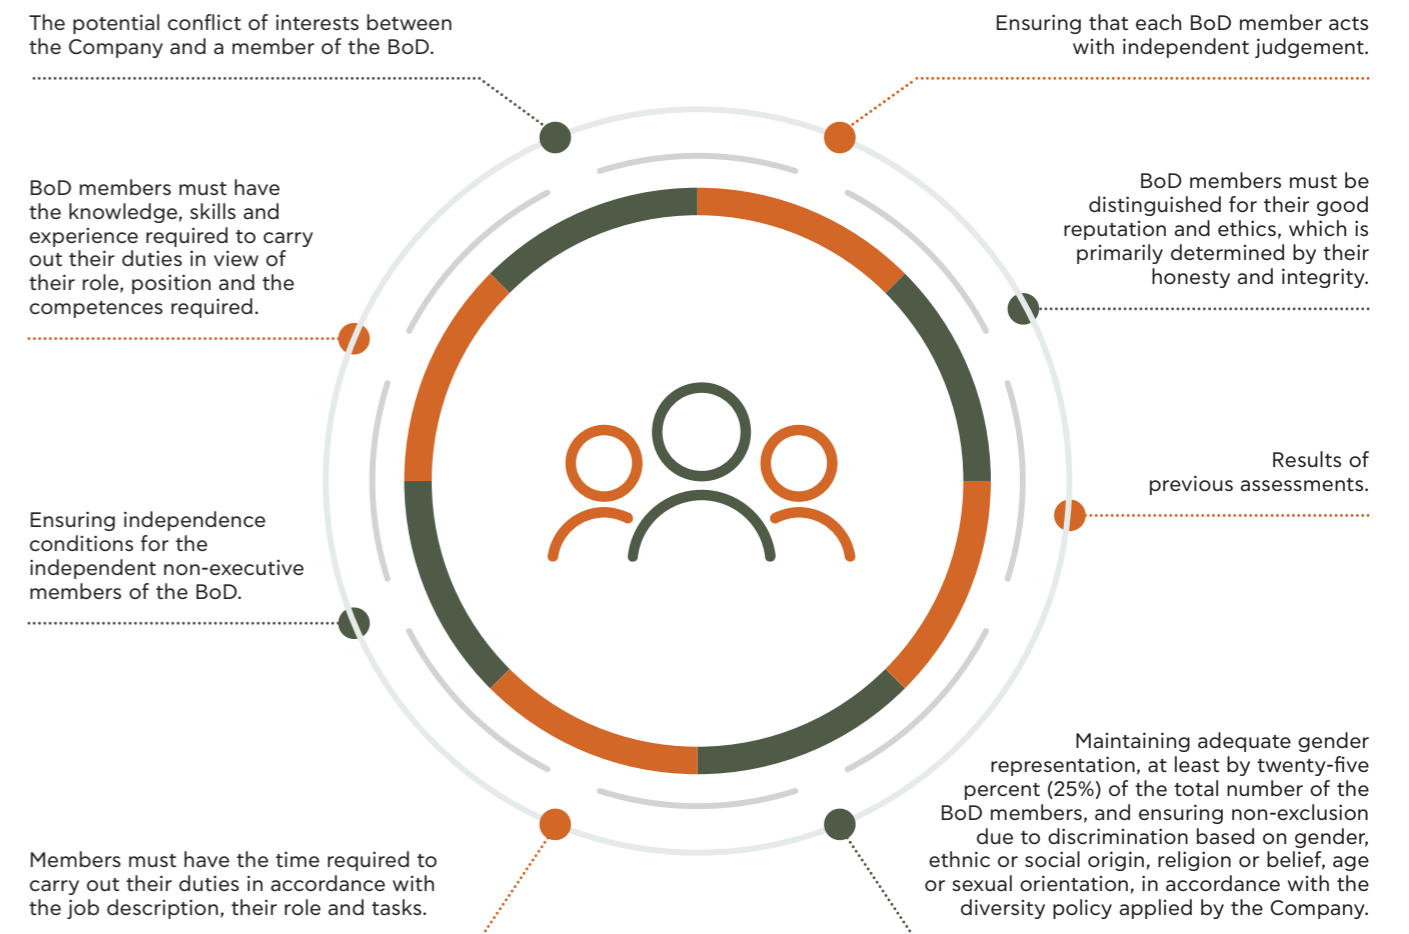 The potential conflict of interests between
the Company and a member of the BoD.
Ensuring that each BoD member acts
with independent judgement.
BoD members must have
the knowledge, skills and
experience required to carry
out their duties in view of
their role, position and the
competences required.
BoD members must be
distinguished for their good
reputation and ethics, which is
primarily determined by their
honesty and integrity.
Results of
previous assessments.
Ensuring independence
conditions for the
independent non-executive
members of the BoD.
Maintaining adequate gender
representation, at least by twenty-five
percent (25%) of the total number of the
BoD members, and ensuring non-exclusion
due to discrimination based on gender,
ethnic or social origin, religion or belief, age
or sexual orientation, in accordance with the
diversity policy applied by the Company.
Members must have the time required to
carry out their duties in accordance with
the job description, their role and tasks.